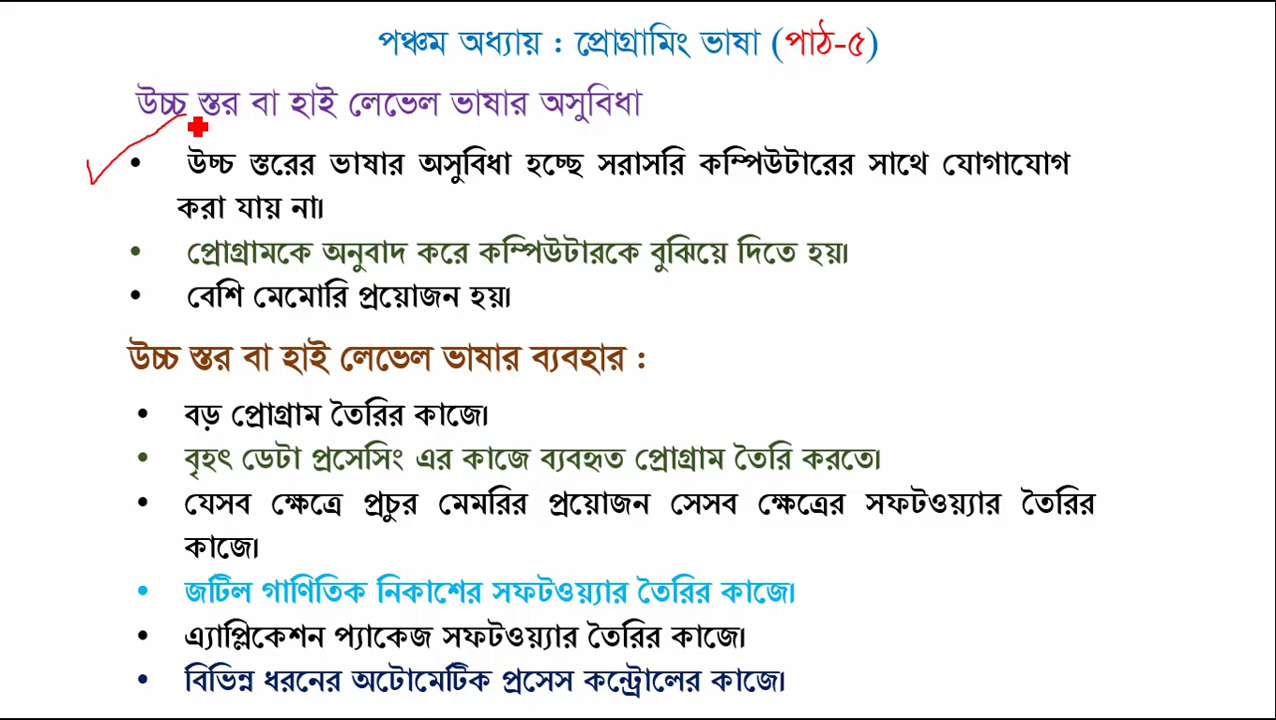 পঞ্চম অধ্যায় : প্রোগ্রামিং ভাষা (পাঠ-৫)
উচ্চ স্তর বা হাই লেভেল ভাষার অসুবিধা
• উচ্চ স্তরের ভাষার অসুবিধা হচ্ছে সরাসরি কম্পিউটারের সাথে যোগাযোগ
করা যায় না।
• প্রোগ্রামকে অনুবাদ করে কম্পিউটারকে বুঝিয়ে দিতে হয়।
• বেশি মেমোরি প্রয়োজন হয়।
উচ্চ স্তর বা হাই লেভেল ভাষার ব্যবহার :
• বড় প্রোগ্রাম তৈরির কাজে।
• বৃহৎ ডেটা প্রসেসিং এর কাজে ব্যবহৃত প্রোগ্রাম তৈরি করতে।
• যেসব ক্ষেত্রে প্রচুর মেমরির প্রয়োজন সেসব ক্ষেত্রের সফটওয়্যার তৈরির
কাজে।
• জটিল গাণিতিক নিকাশের সফটওয়্যার তৈরির কাজে।
• এ্যাপ্লিকেশন প্যাকেজ সফটওয়্যার তৈরির কাজে।
• বিভিন্ন ধরনের অটোমেটিক প্রসেস কন্ট্রোলের কাজে।